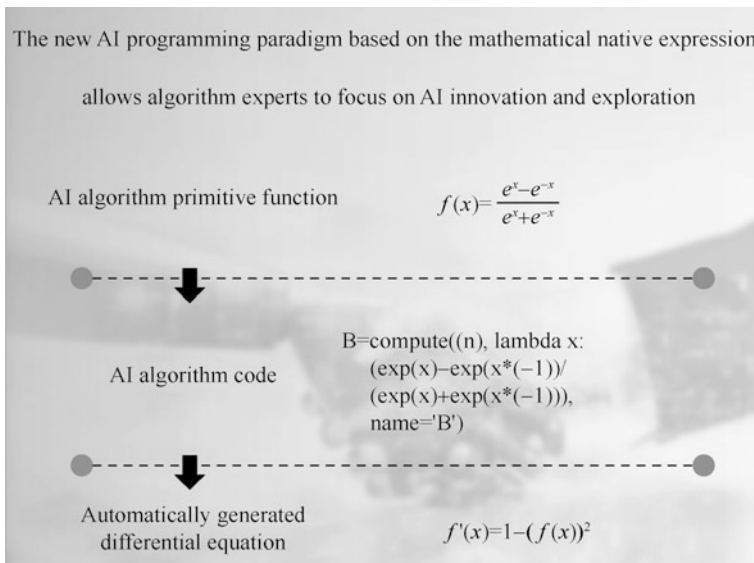 The new AI programming paradigm based on the mathematical native expression
allows algorithm experts to focus on AI innovation and exploration
AI algorithm primitive function
f(x)=(eˣ−e⁻ˣ)/(eˣ+e⁻ˣ)
AI algorithm code
B=compute((n), lambda x:
(exp(x)−exp(x*(−1))/
(exp(x)+exp(x*(−1))),
name='B')
Automatically generated
differential equation
f'(x)=1−(f(x))²